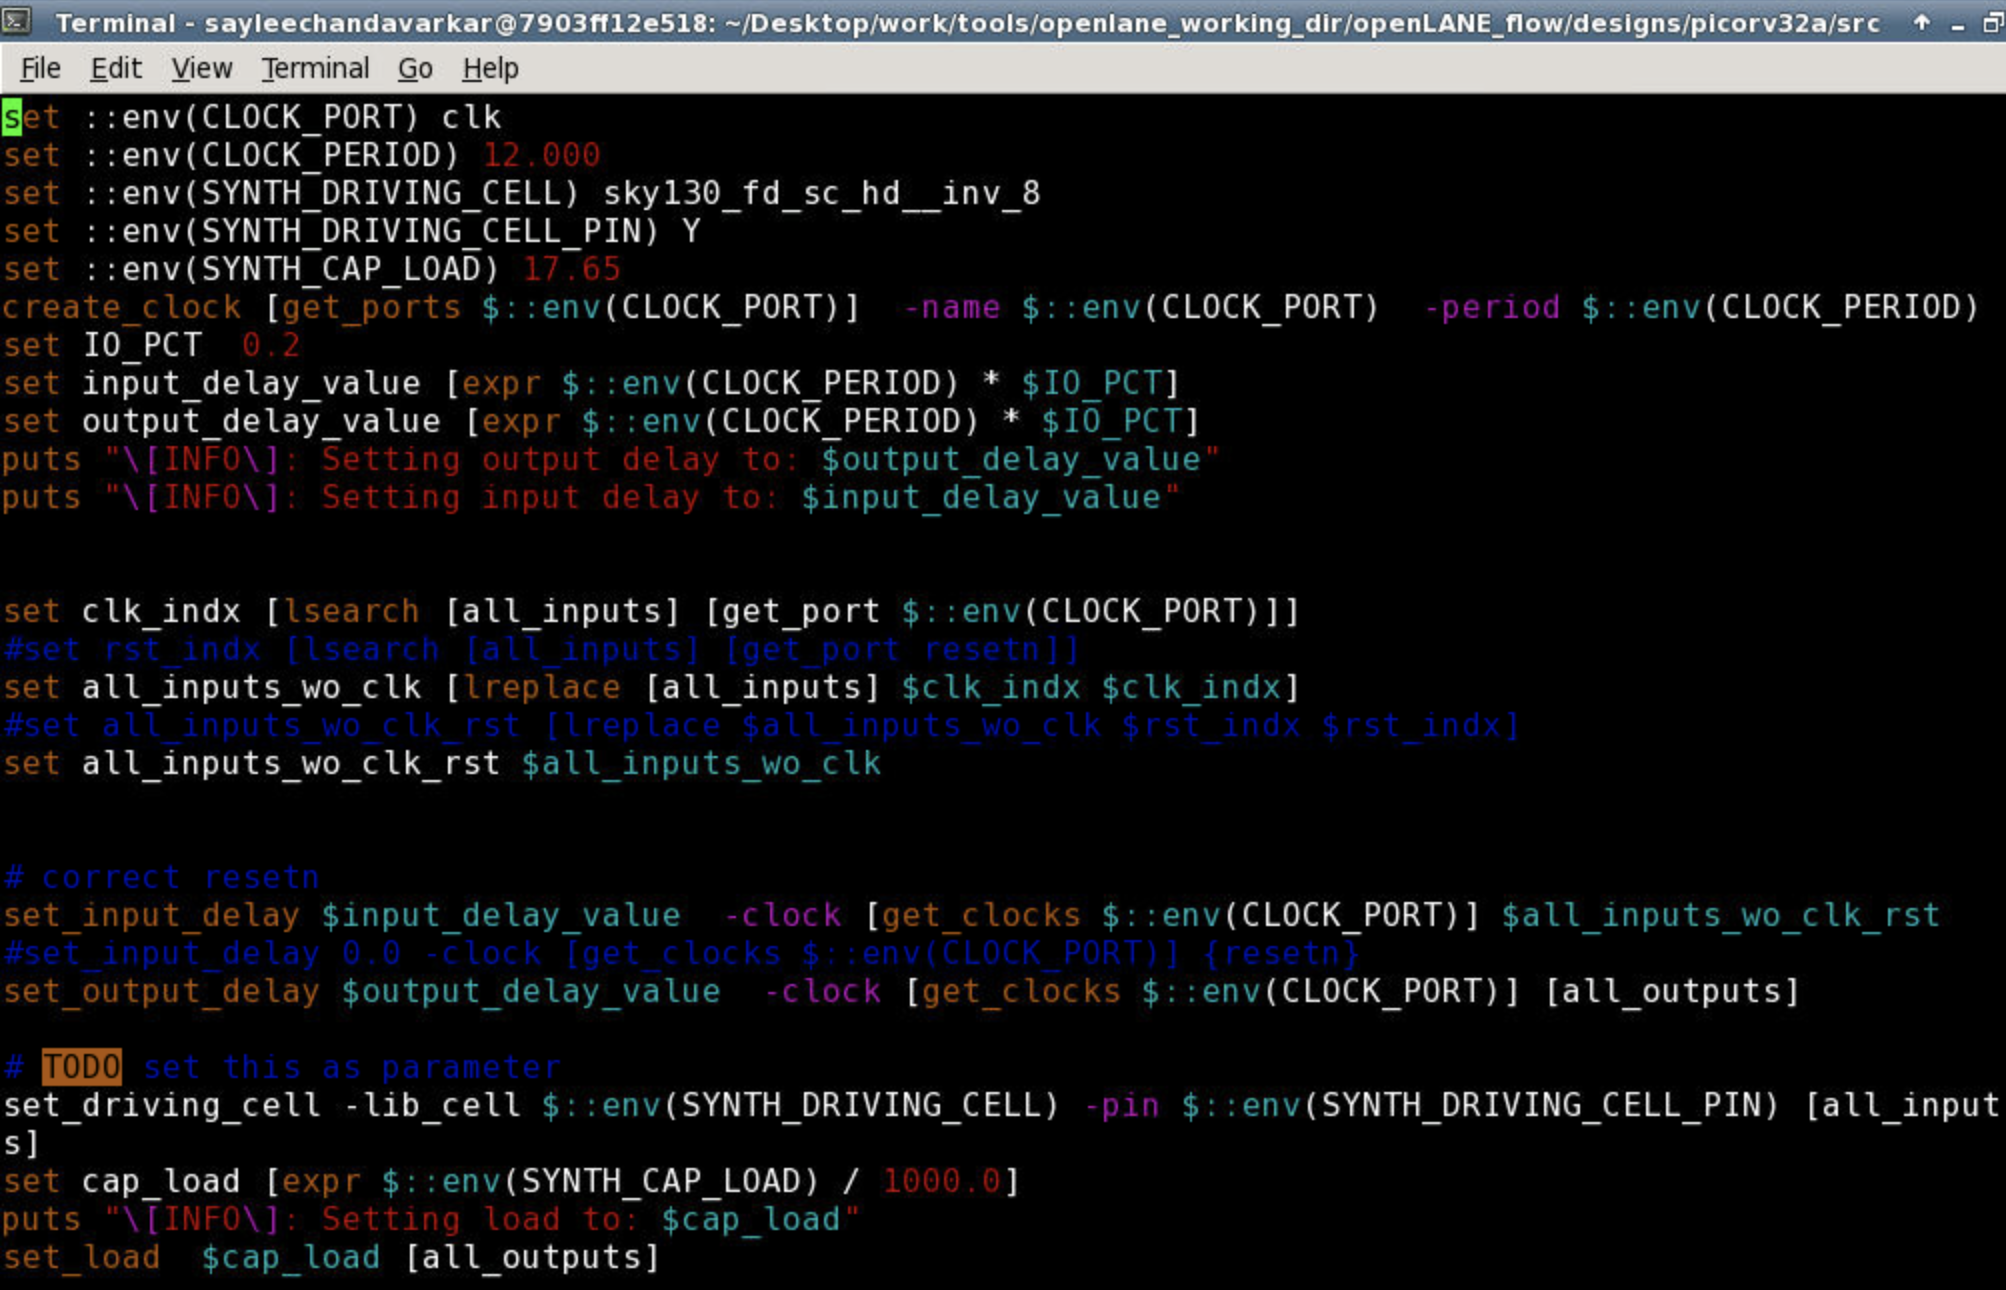 Terminal - sayleechandavarkar@7903ff12e518: ~/Desktop/work/tools/openlane_working_dir/openLANE_flow/designs/picorv32a/src
File Edit View Terminal Go Help
set ::env(CLOCK_PORT) clk
set ::env(CLOCK_PERIOD) 12.000
set ::env(SYNTH_DRIVING_CELL) sky130_fd_sc_hd__inv_8
set ::env(SYNTH_DRIVING_CELL_PIN) Y
set ::env(SYNTH_CAP_LOAD) 17.65
create_clock [get_ports $::env(CLOCK_PORT)]  -name $::env(CLOCK_PORT)  -period $::env(CLOCK_PERIOD)
set IO_PCT  0.2
set input_delay_value [expr $::env(CLOCK_PERIOD) * $IO_PCT]
set output_delay_value [expr $::env(CLOCK_PERIOD) * $IO_PCT]
puts "\[INFO\]: Setting output delay to: $output_delay_value"
puts "\[INFO\]: Setting input delay to: $input_delay_value"
set clk_indx [lsearch [all_inputs] [get_port $::env(CLOCK_PORT)]]
#set rst_indx [lsearch [all_inputs] [get_port resetn]]
set all_inputs_wo_clk [lreplace [all_inputs] $clk_indx $clk_indx]
#set all_inputs_wo_clk_rst [lreplace $all_inputs_wo_clk $rst_indx $rst_indx]
set all_inputs_wo_clk_rst $all_inputs_wo_clk
# correct resetn
set_input_delay $input_delay_value  -clock [get_clocks $::env(CLOCK_PORT)] $all_inputs_wo_clk_rst
#set_input_delay 0.0 -clock [get_clocks $::env(CLOCK_PORT)] {resetn}
set_output_delay $output_delay_value  -clock [get_clocks $::env(CLOCK_PORT)] [all_outputs]
# TODO set this as parameter
set_driving_cell -lib_cell $::env(SYNTH_DRIVING_CELL) -pin $::env(SYNTH_DRIVING_CELL_PIN) [all_input
s]
set cap_load [expr $::env(SYNTH_CAP_LOAD) / 1000.0]
puts "\[INFO\]: Setting load to: $cap_load"
set_load  $cap_load [all_outputs]